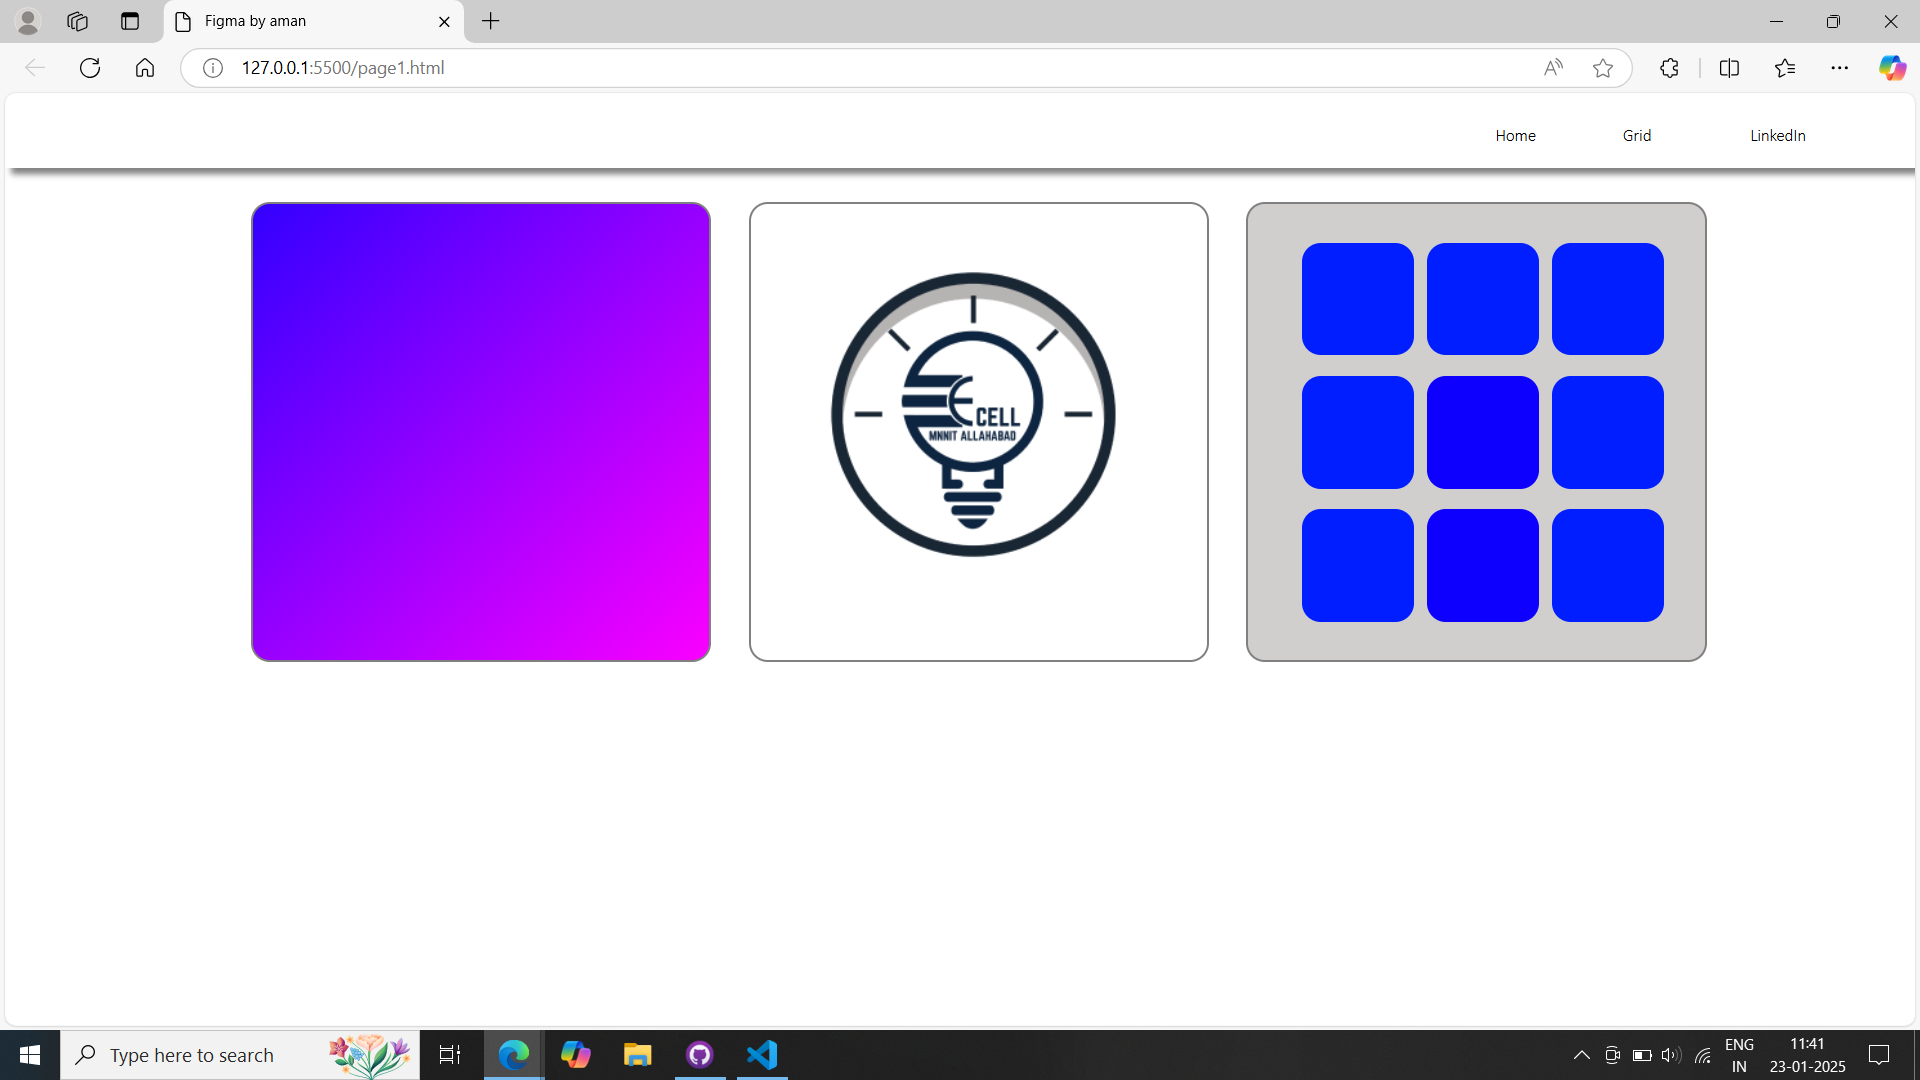 Figma by aman
127.0.0.1:5500/page1.html
Home Grid LinkedIn
CELL
MNNIT ALLAHABAD
Type here to search
ENG
IN
11:41
23-01-2025